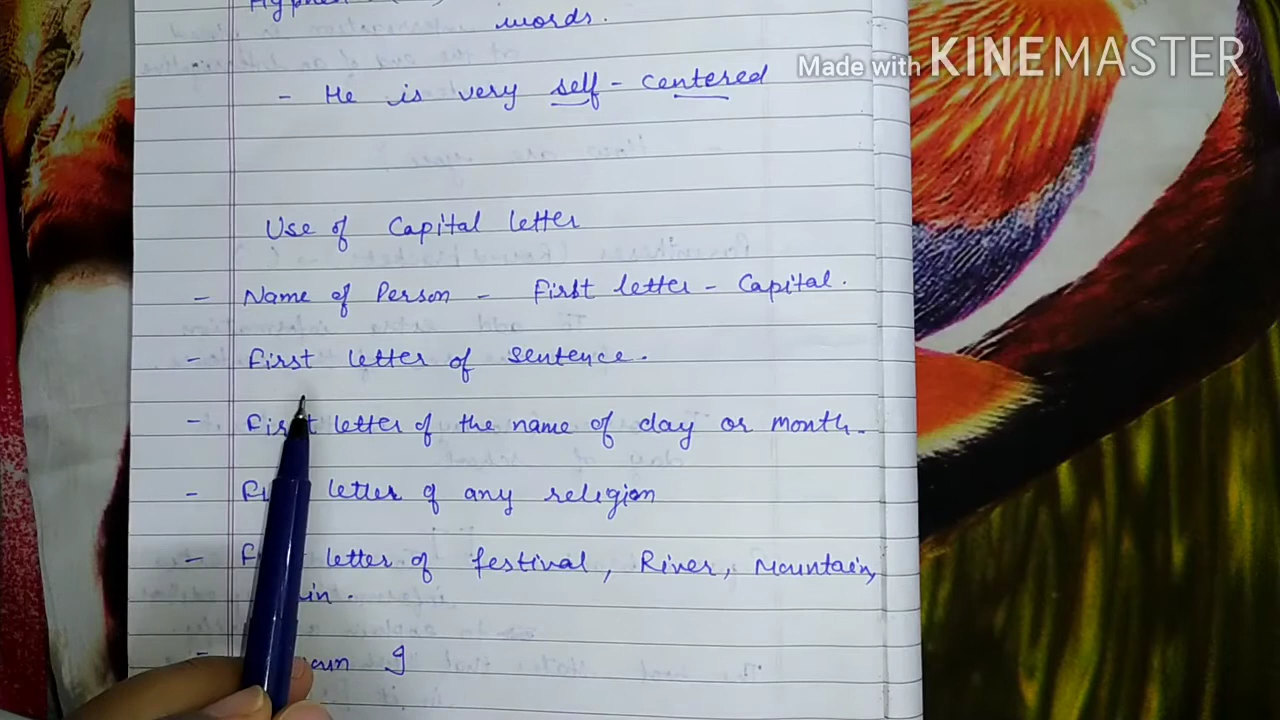 words.
Made with KINEMASTER
- He is very self-centered
Use of Capital letter
- Name of Person - First letter - Capital.
- First letter of sentence.
- First letter of the name of day or month.
- letter of any religion
- letter of festival, River, Mountain,
I